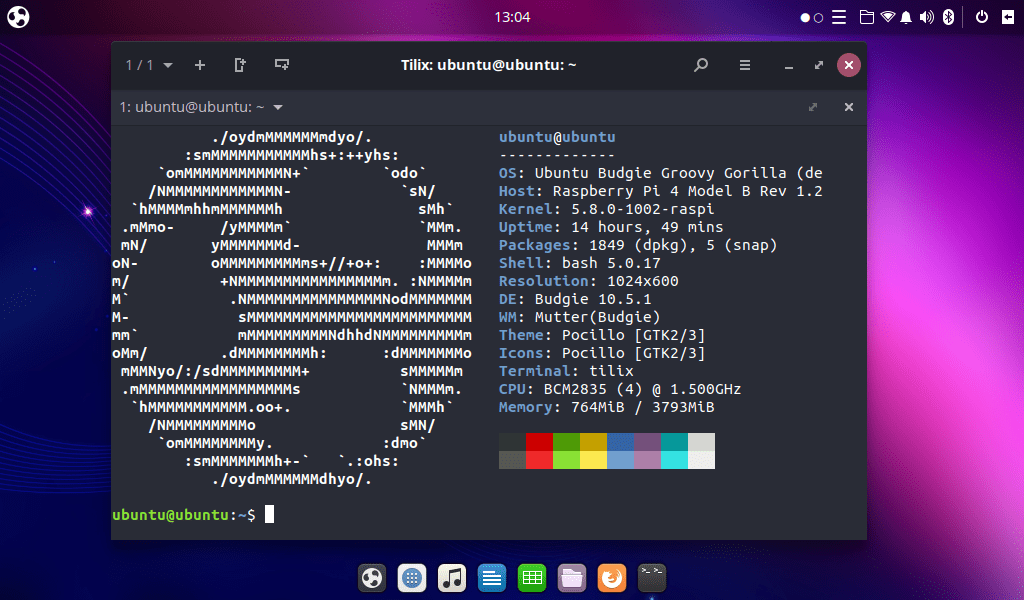 13:04
1 / 1
Tilix: ubuntu@ubuntu: ~
1: ubuntu@ubuntu: ~
./oydmMMMMMMmdyo/. ubuntu@ubuntu
:smMMMMMMMMMMMhs+:++yhs: -------------
`omMMMMMMMMMMMN+` `odo` OS: Ubuntu Budgie Groovy Gorilla (de
/NMMMMMMMMMMMMN- `sN/ Host: Raspberry Pi 4 Model B Rev 1.2
`hMMMMmhhmMMMMMMh sMh` Kernel: 5.8.0-1002-raspi
.mMmo- /yMMMMm` `MMm. Uptime: 14 hours, 49 mins
mN/ yMMMMMMMd- MMMm Packages: 1849 (dpkg), 5 (snap)
oN- oMMMMMMMMMms+//+o+: :MMMMo Shell: bash 5.0.17
m/ +NMMMMMMMMMMMMMMMMm. :NMMMMm Resolution: 1024x600
M` .NMMMMMMMMMMMMMMMNodMMMMMMM DE: Budgie 10.5.1
M- sMMMMMMMMMMMMMMMMMMMMMMMMM WM: Mutter(Budgie)
mm` mMMMMMMMMMNdhhdNMMMMMMMMMm Theme: Pocillo [GTK2/3]
oMm/ .dMMMMMMMMh: :dMMMMMMMo Icons: Pocillo [GTK2/3]
mMMNyo/:/sdMMMMMMMMM+ sMMMMMm Terminal: tilix
.mMMMMMMMMMMMMMMMMMs `NMMMm. CPU: BCM2835 (4) @ 1.500GHz
`hMMMMMMMMMM.oo+. `MMMh` Memory: 764MiB / 3793MiB
/NMMMMMMMMMo sMN/
`omMMMMMMMMy. :dmo`
:smMMMMMMMh+-` `.:ohs:
./oydmMMMMMMdhyo/.
ubuntu@ubuntu:~$